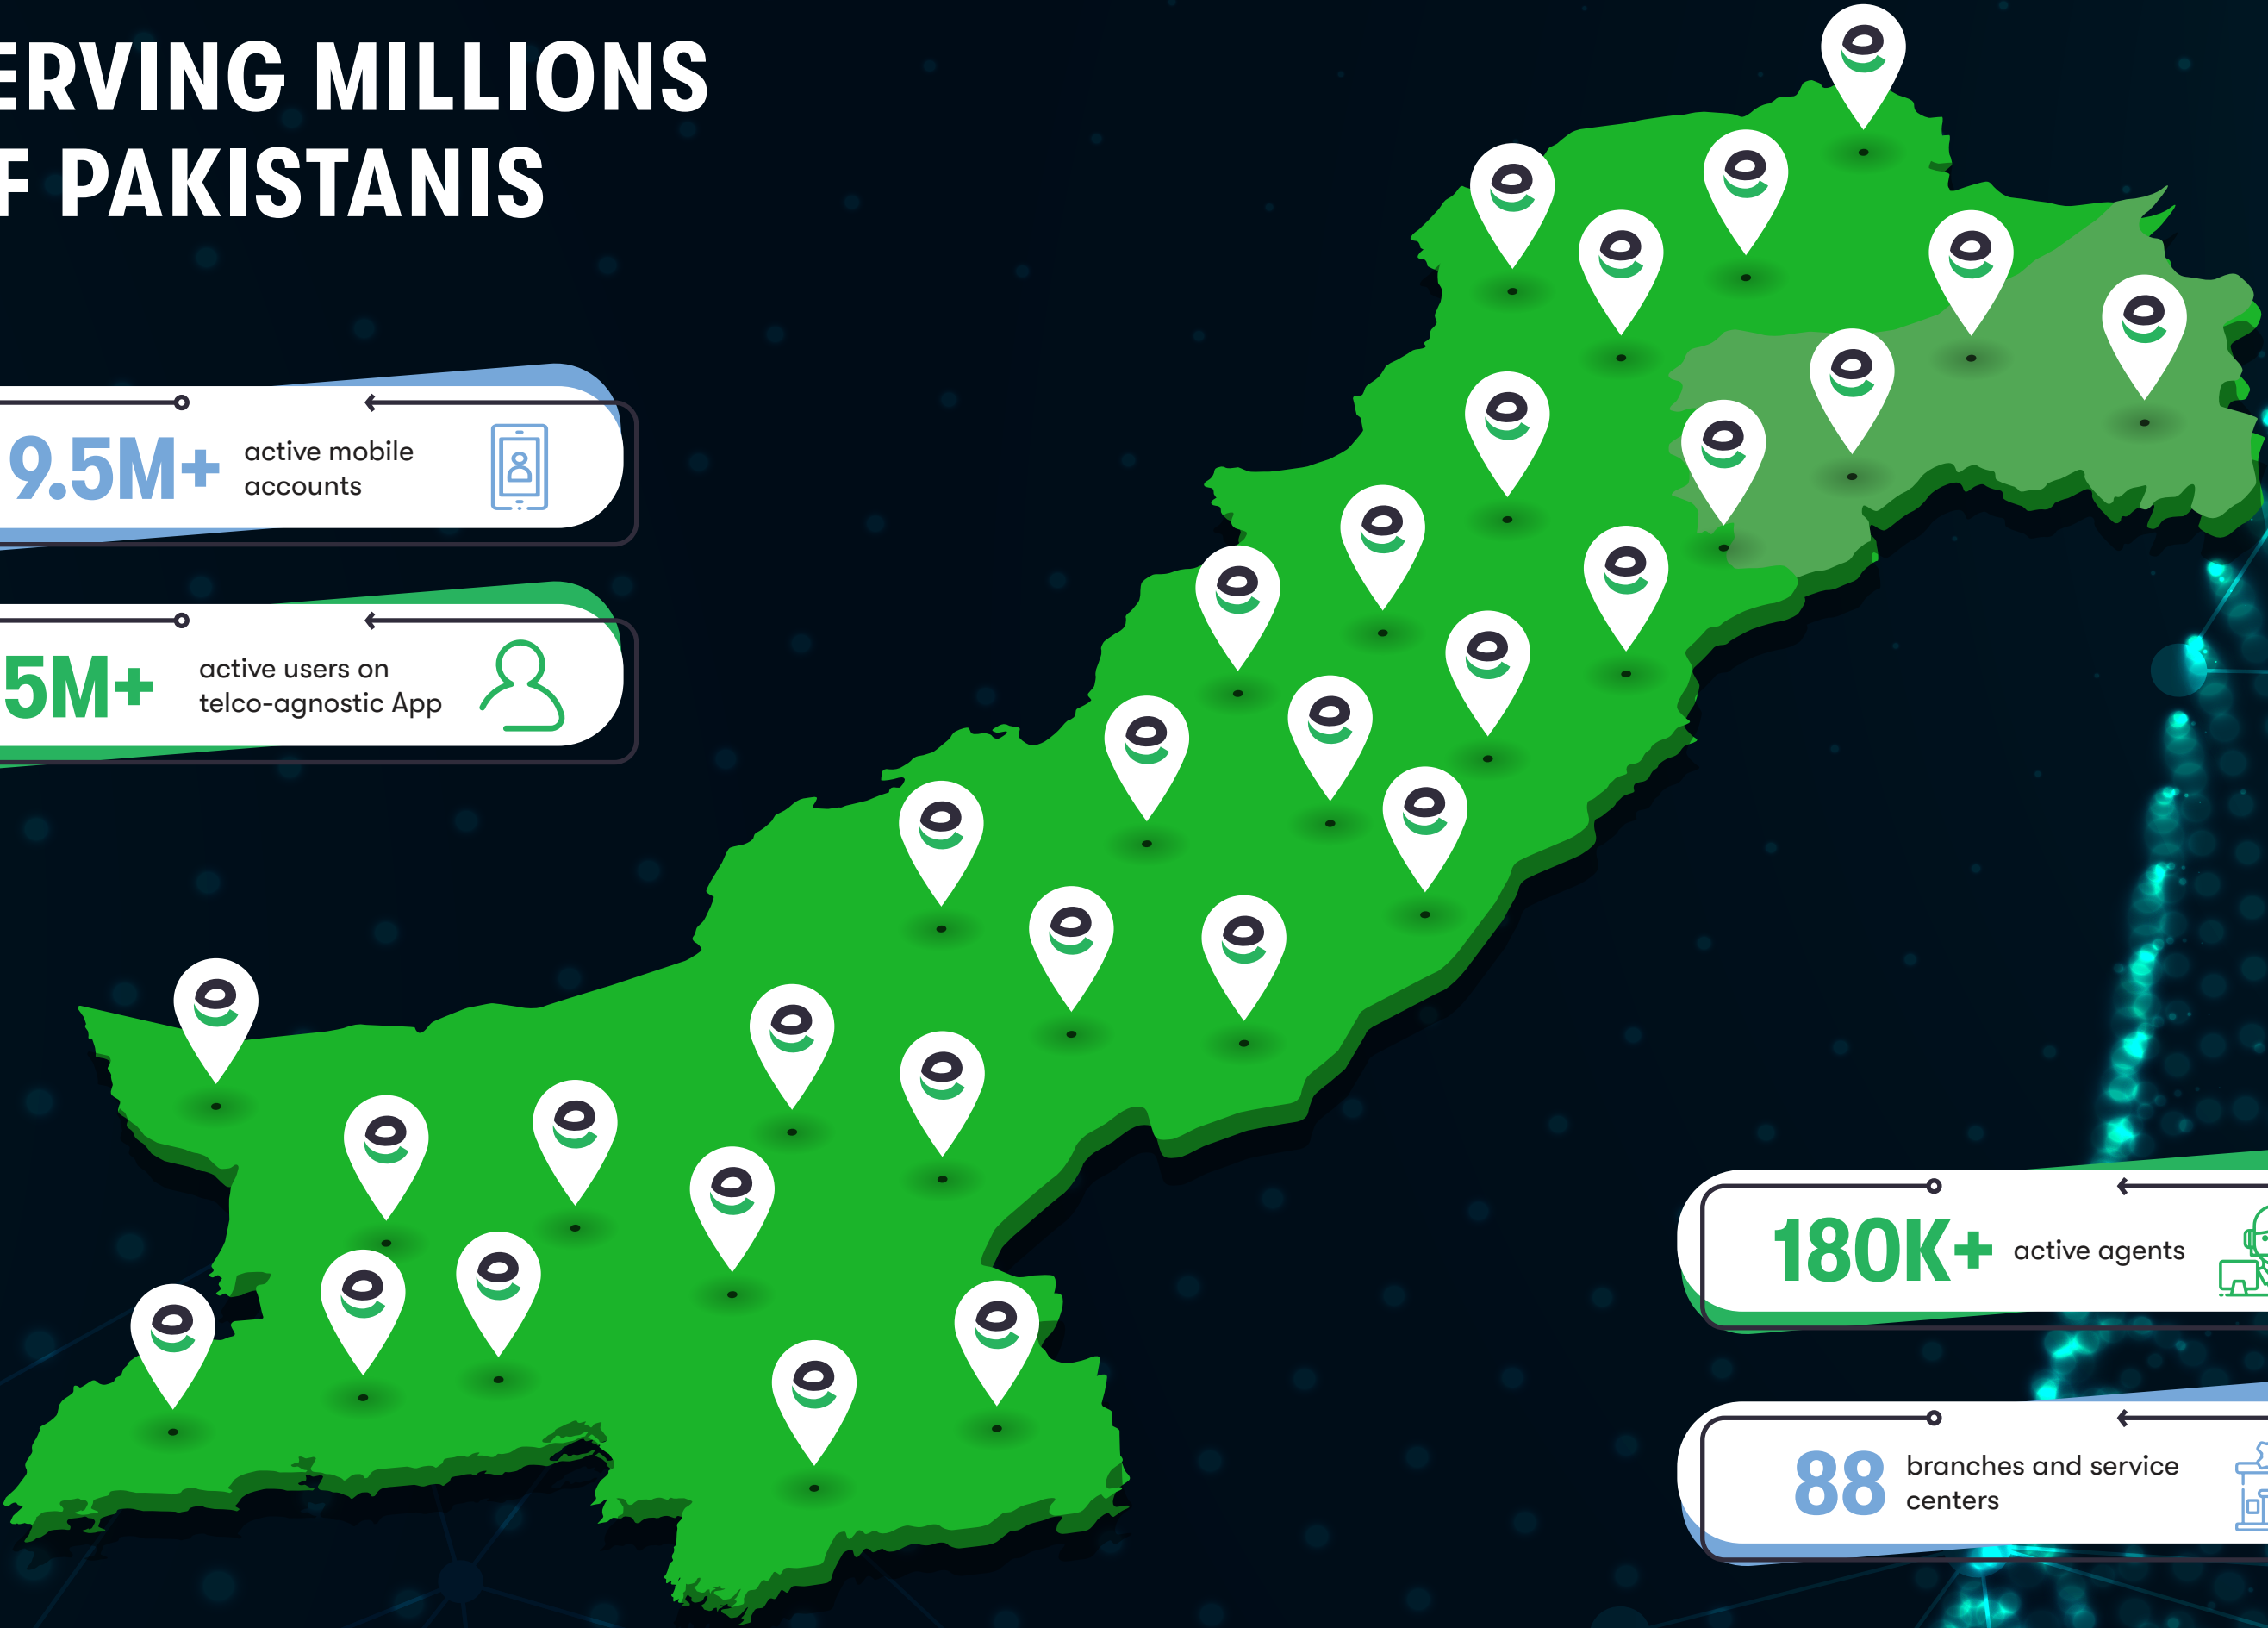 ERVING MILLIONS
F PAKISTANIS
9.5M+
active mobile
accounts
5M+
active users on
telco-agnostic App
180K+
active agents
88
branches and service
centers